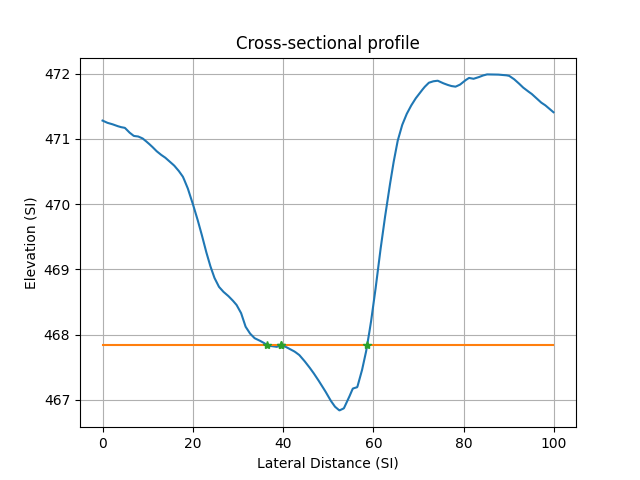 Cross-sectional profile
Elevation (SI)
472
471
470
469
468
467
0 20 40 60 80 100
Lateral Distance (SI)